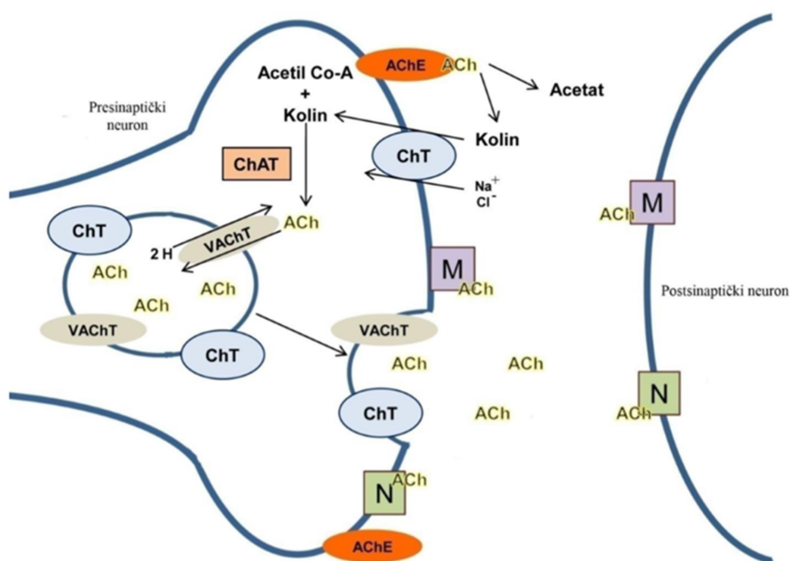 AChE
ACh
Acetil Co-A
+
Kolin
Acetat
Presinaptički
neuron
Kolin
ChT
ChAT
Na+
Cl-
ACh
M
ACh
ChT
2 H
VAChT
ACh
ACh
ACh
M
ACh
Postsinaptički neuron
VAChT
VAChT
ChT
ACh
ACh
N
ChT
ACh
ACh
ACh
N
AChE